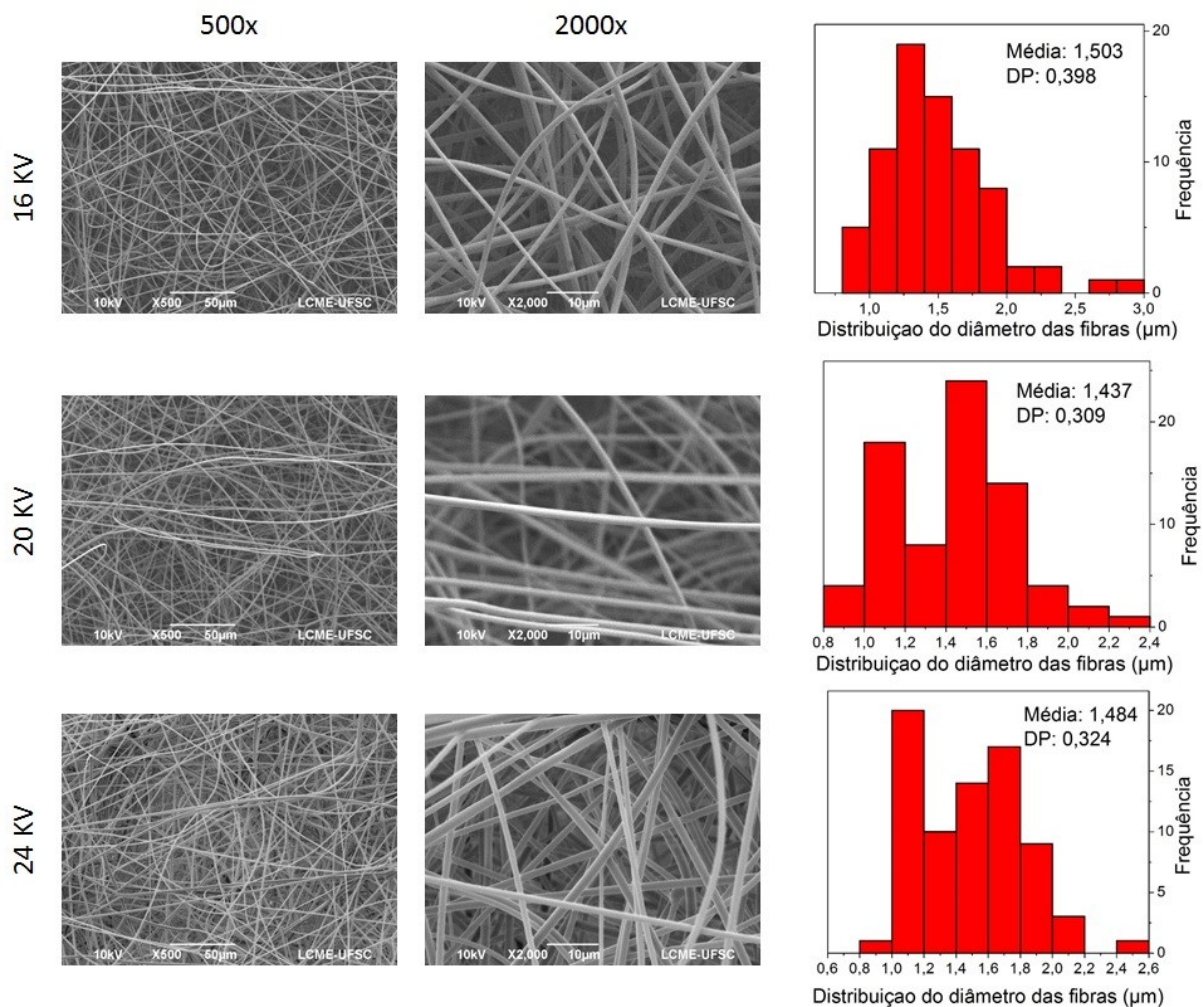 500x
2000x
16 KV
10kV X500 50µm LCME-UFSC
10kV X2,000 10µm LCME-UFSC
Média: 1,503
DP: 0,398
20
10
0
Frequência
1,0 1,5 2,0 2,5 3,0
Distribuiçao do diâmetro das fibras (µm)
20 KV
10kV X500 50µm LCME-UFSC
10kV X2,000 10µm LCME-UFSC
Média: 1,437
DP: 0,309
20
10
0
Frequência
0,8 1,0 1,2 1,4 1,6 1,8 2,0 2,2 2,4
Distribuiçao do diâmetro das fibras (µm)
24 KV
10kV X500 50µm LCME-UFSC
10kV X2,000 10µm LCME-UFSC
Média: 1,484
DP: 0,324
20
15
10
5
0
Frequência
0,6 0,8 1,0 1,2 1,4 1,6 1,8 2,0 2,2 2,4 2,6
Distribuiçao do diâmetro das fibras (µm)